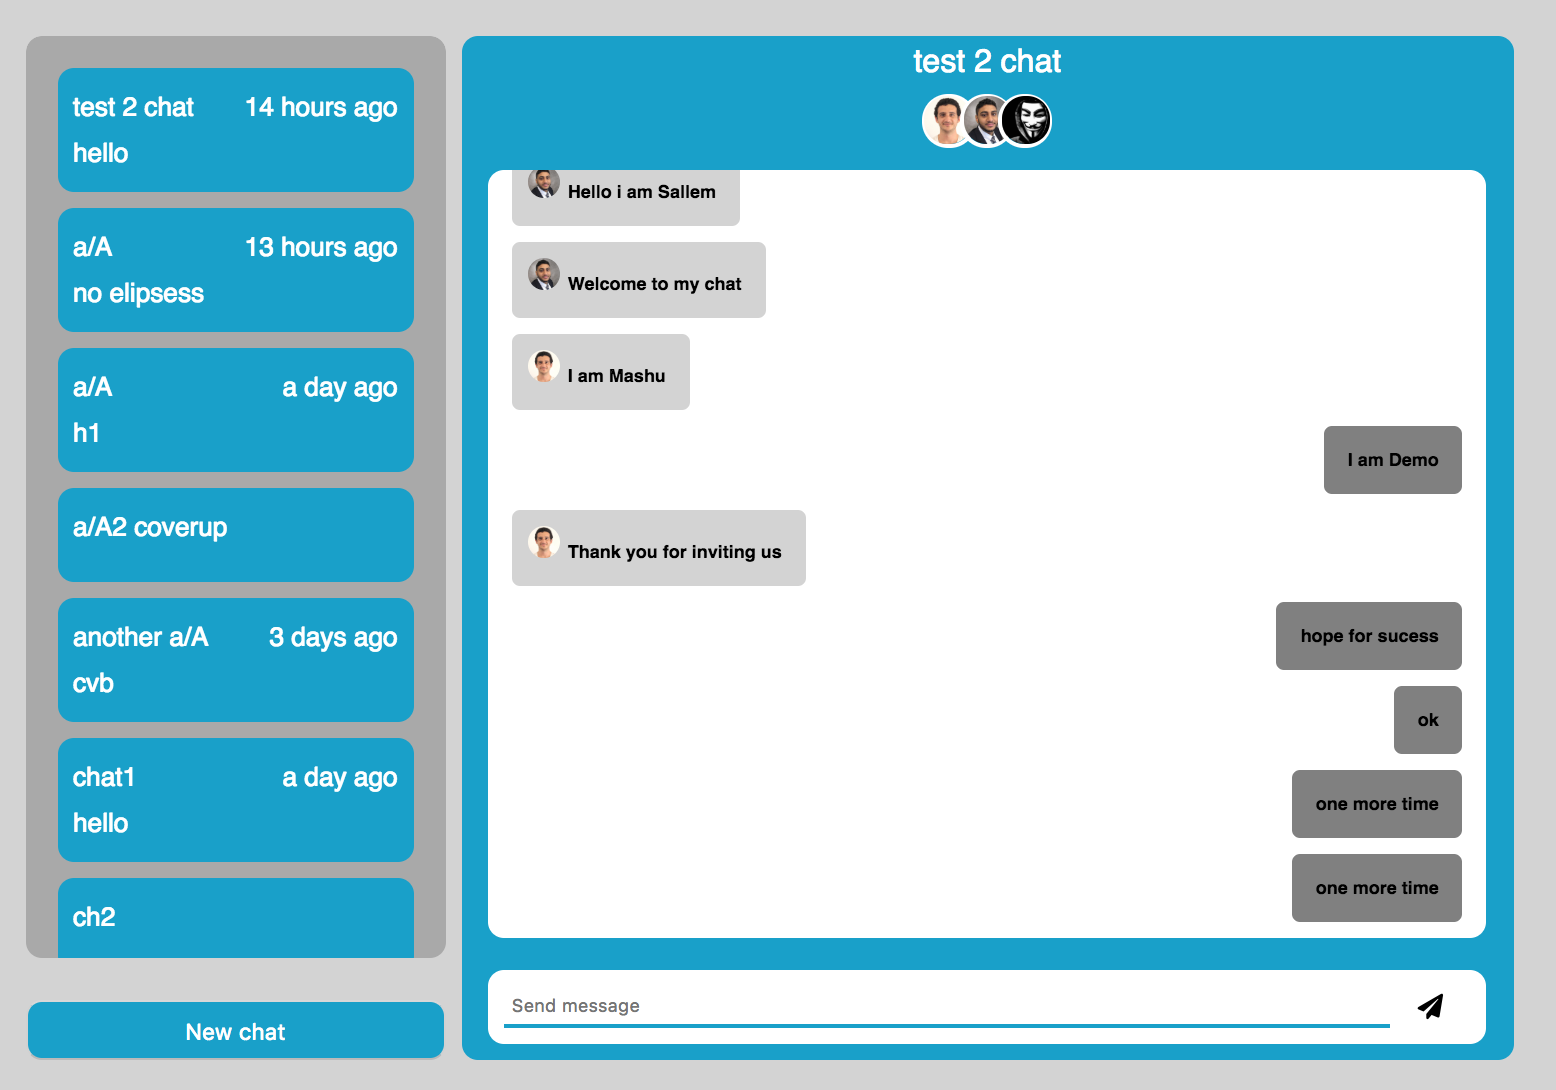 test 2 chat 14 hours ago
hello
a/A 13 hours ago
no elipsess
a/A a day ago
h1
a/A2 coverup
another a/A 3 days ago
cvb
chat1 a day ago
hello
ch2
New chat
test 2 chat
Hello i am Sallem
Welcome to my chat
I am Mashu
I am Demo
Thank you for inviting us
hope for sucess
ok
one more time
one more time
Send message